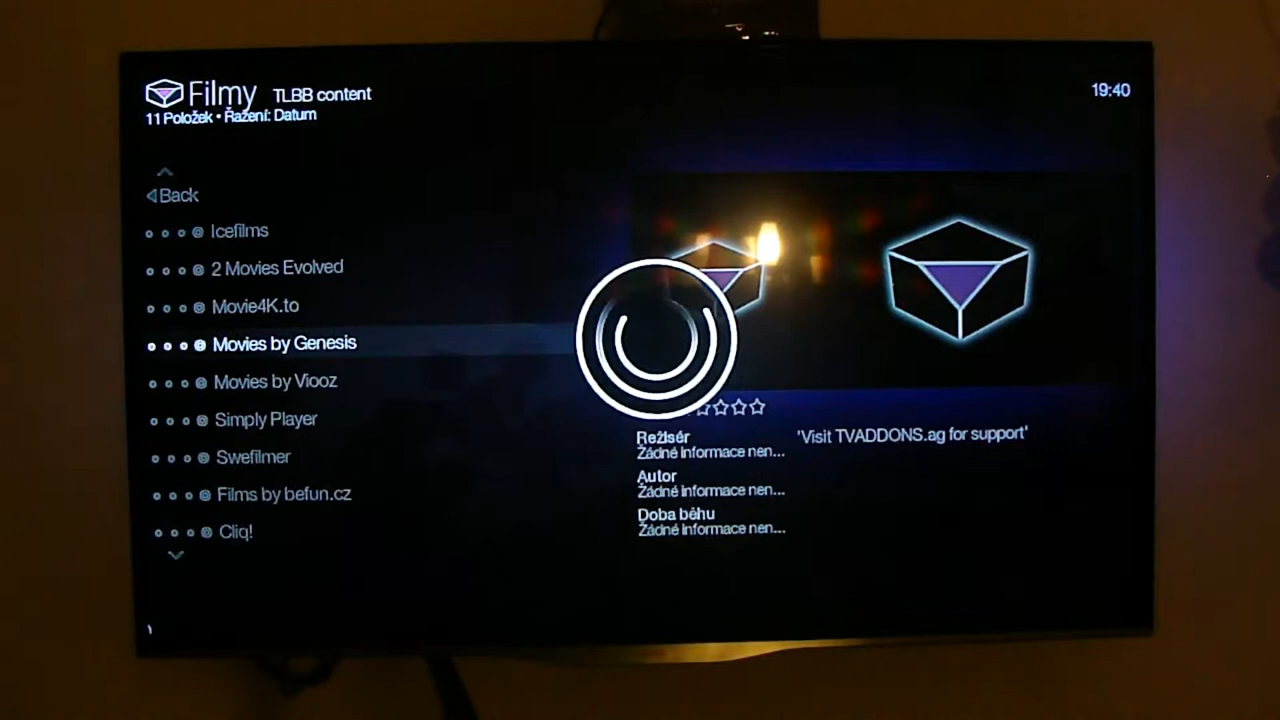 Filmy TLBB content
11 Položek • Řazení: Datum
19:40
Back
Icefilms
2 Movies Evolved
Movie4K.to
Movies by Genesis
Movies by Viooz
Simply Player
Swefilmer
Films by befun.cz
Cliq!
Režisér
Žádné informace nen...
Autor
Žádné informace nen...
Doba běhu
Žádné informace nen...
'Visit TVADDONS.ag for support'